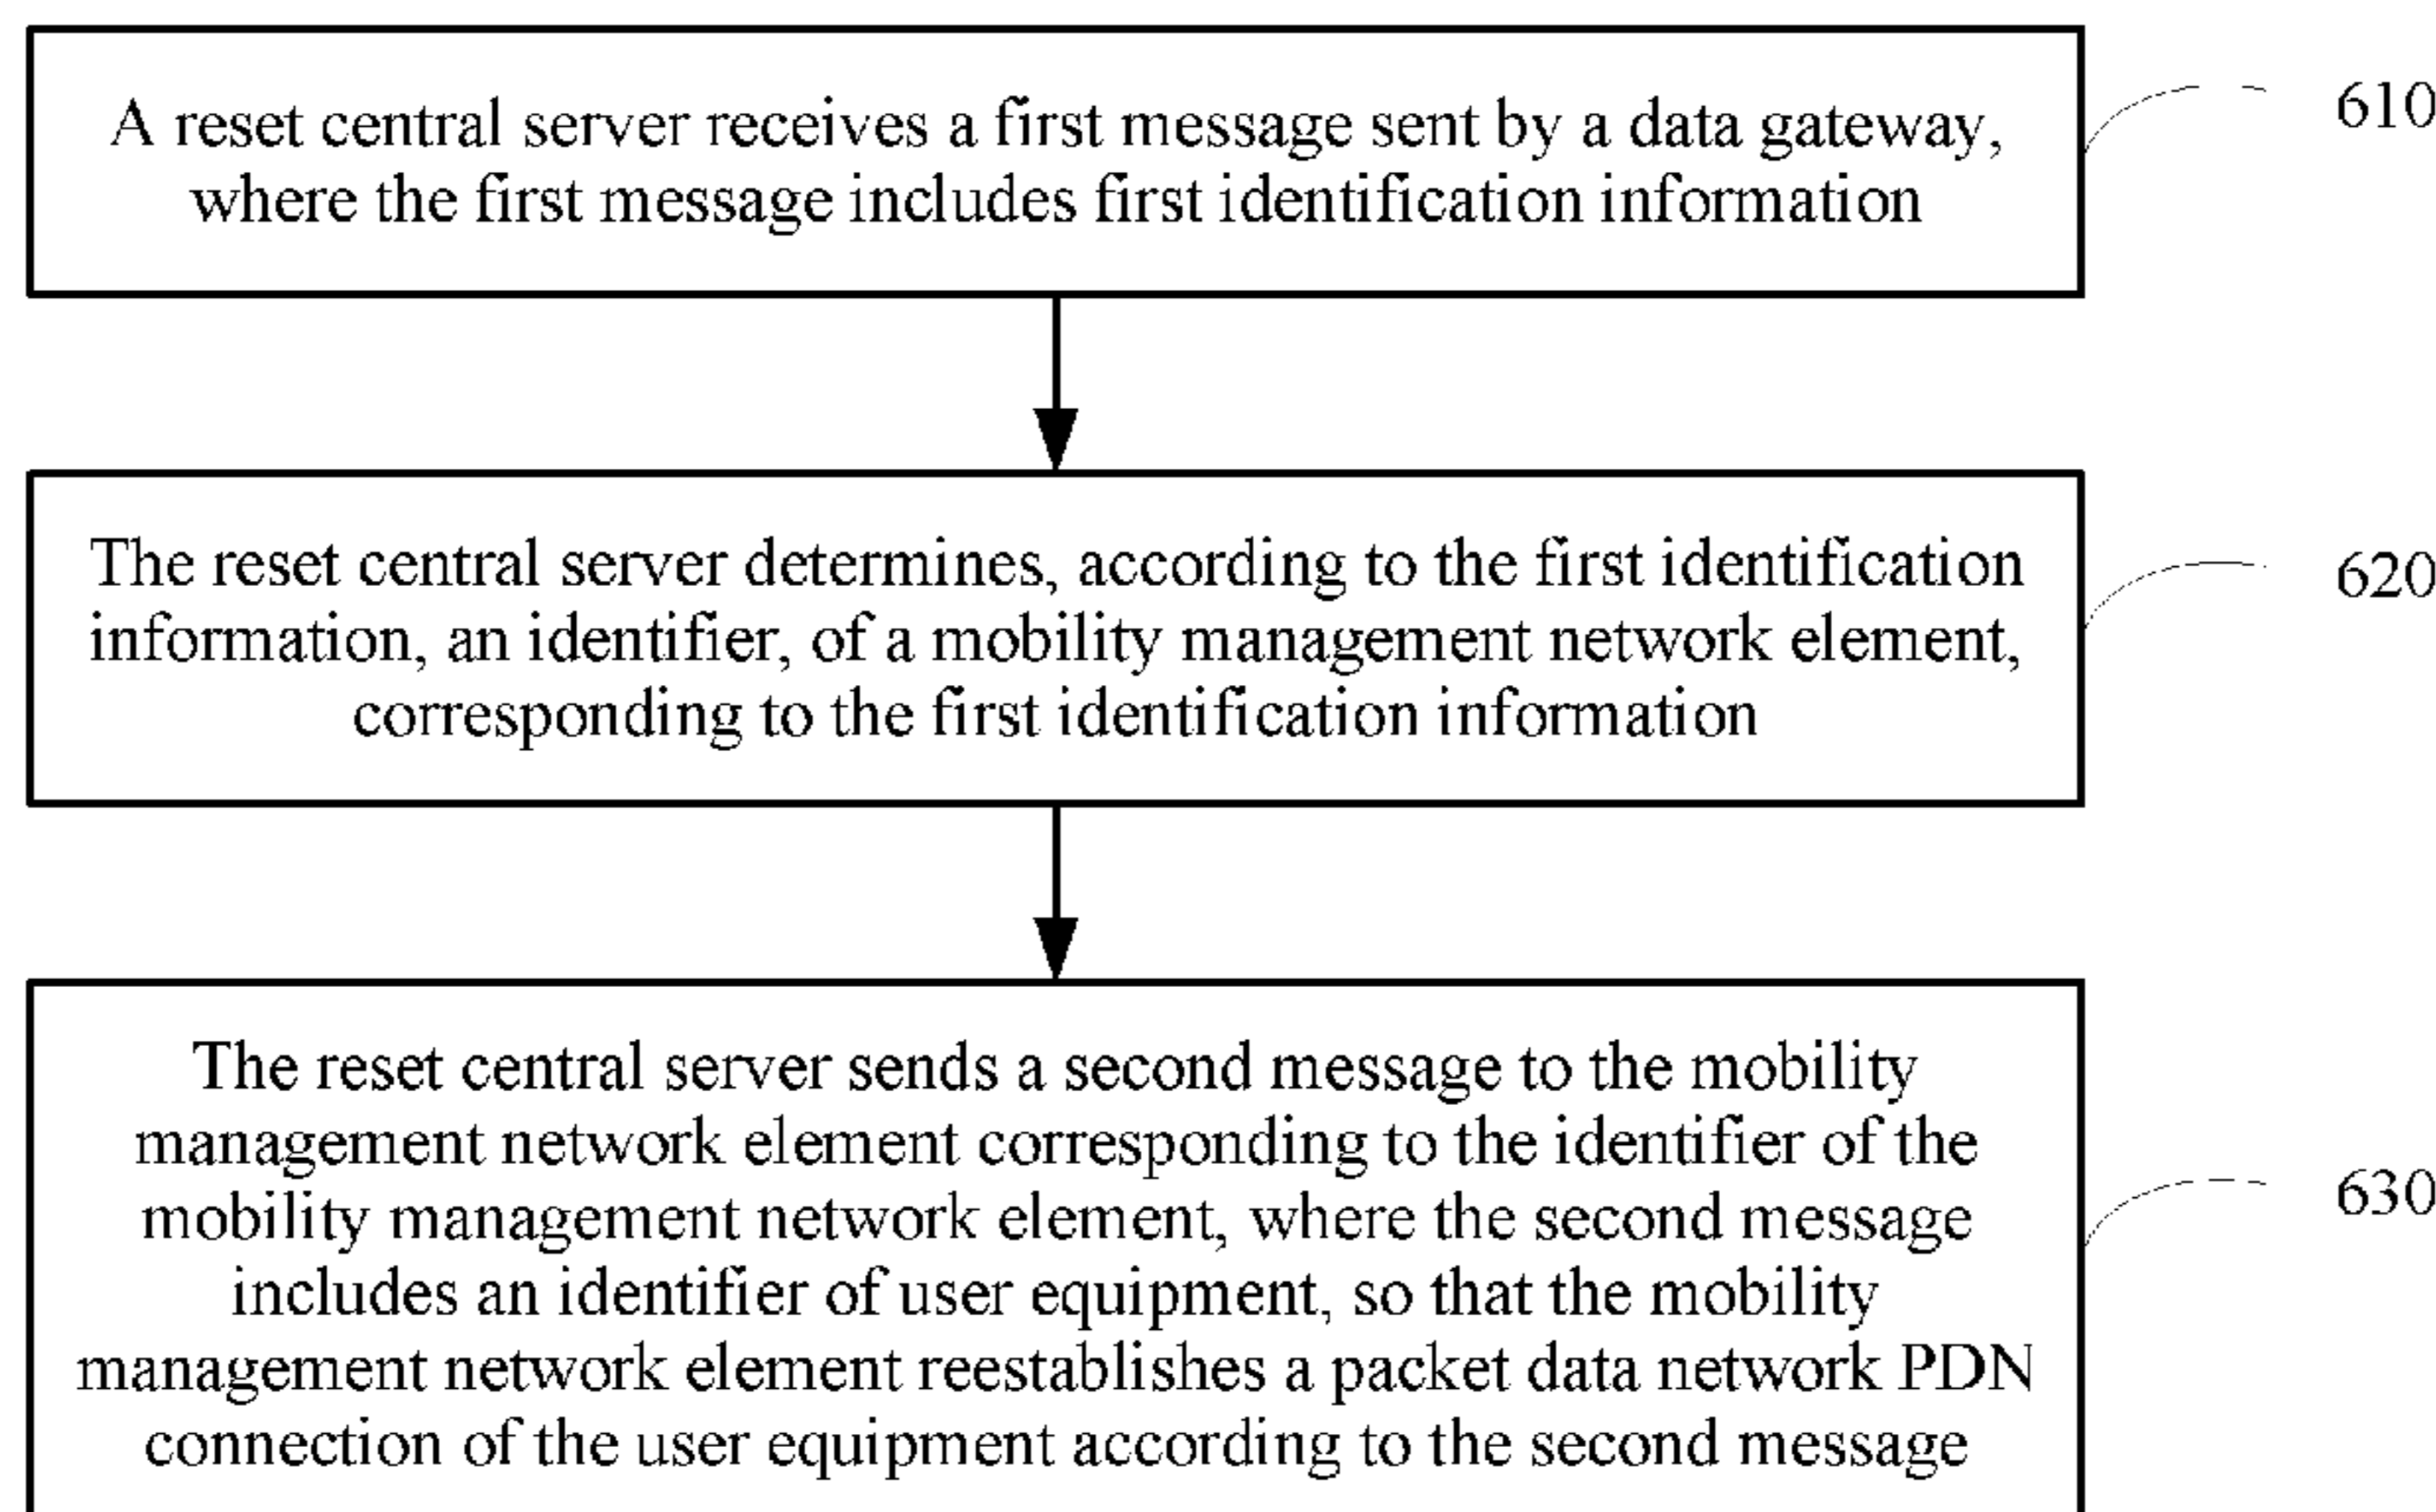 A reset central server receives a first message sent by a data gateway,
where the first message includes first identification information
610
The reset central server determines, according to the first identification
information, an identifier, of a mobility management network element,
corresponding to the first identification information
620
The reset central server sends a second message to the mobility
management network element corresponding to the identifier of the
mobility management network element, where the second message
includes an identifier of user equipment, so that the mobility
management network element reestablishes a packet data network PDN
connection of the user equipment according to the second message
630